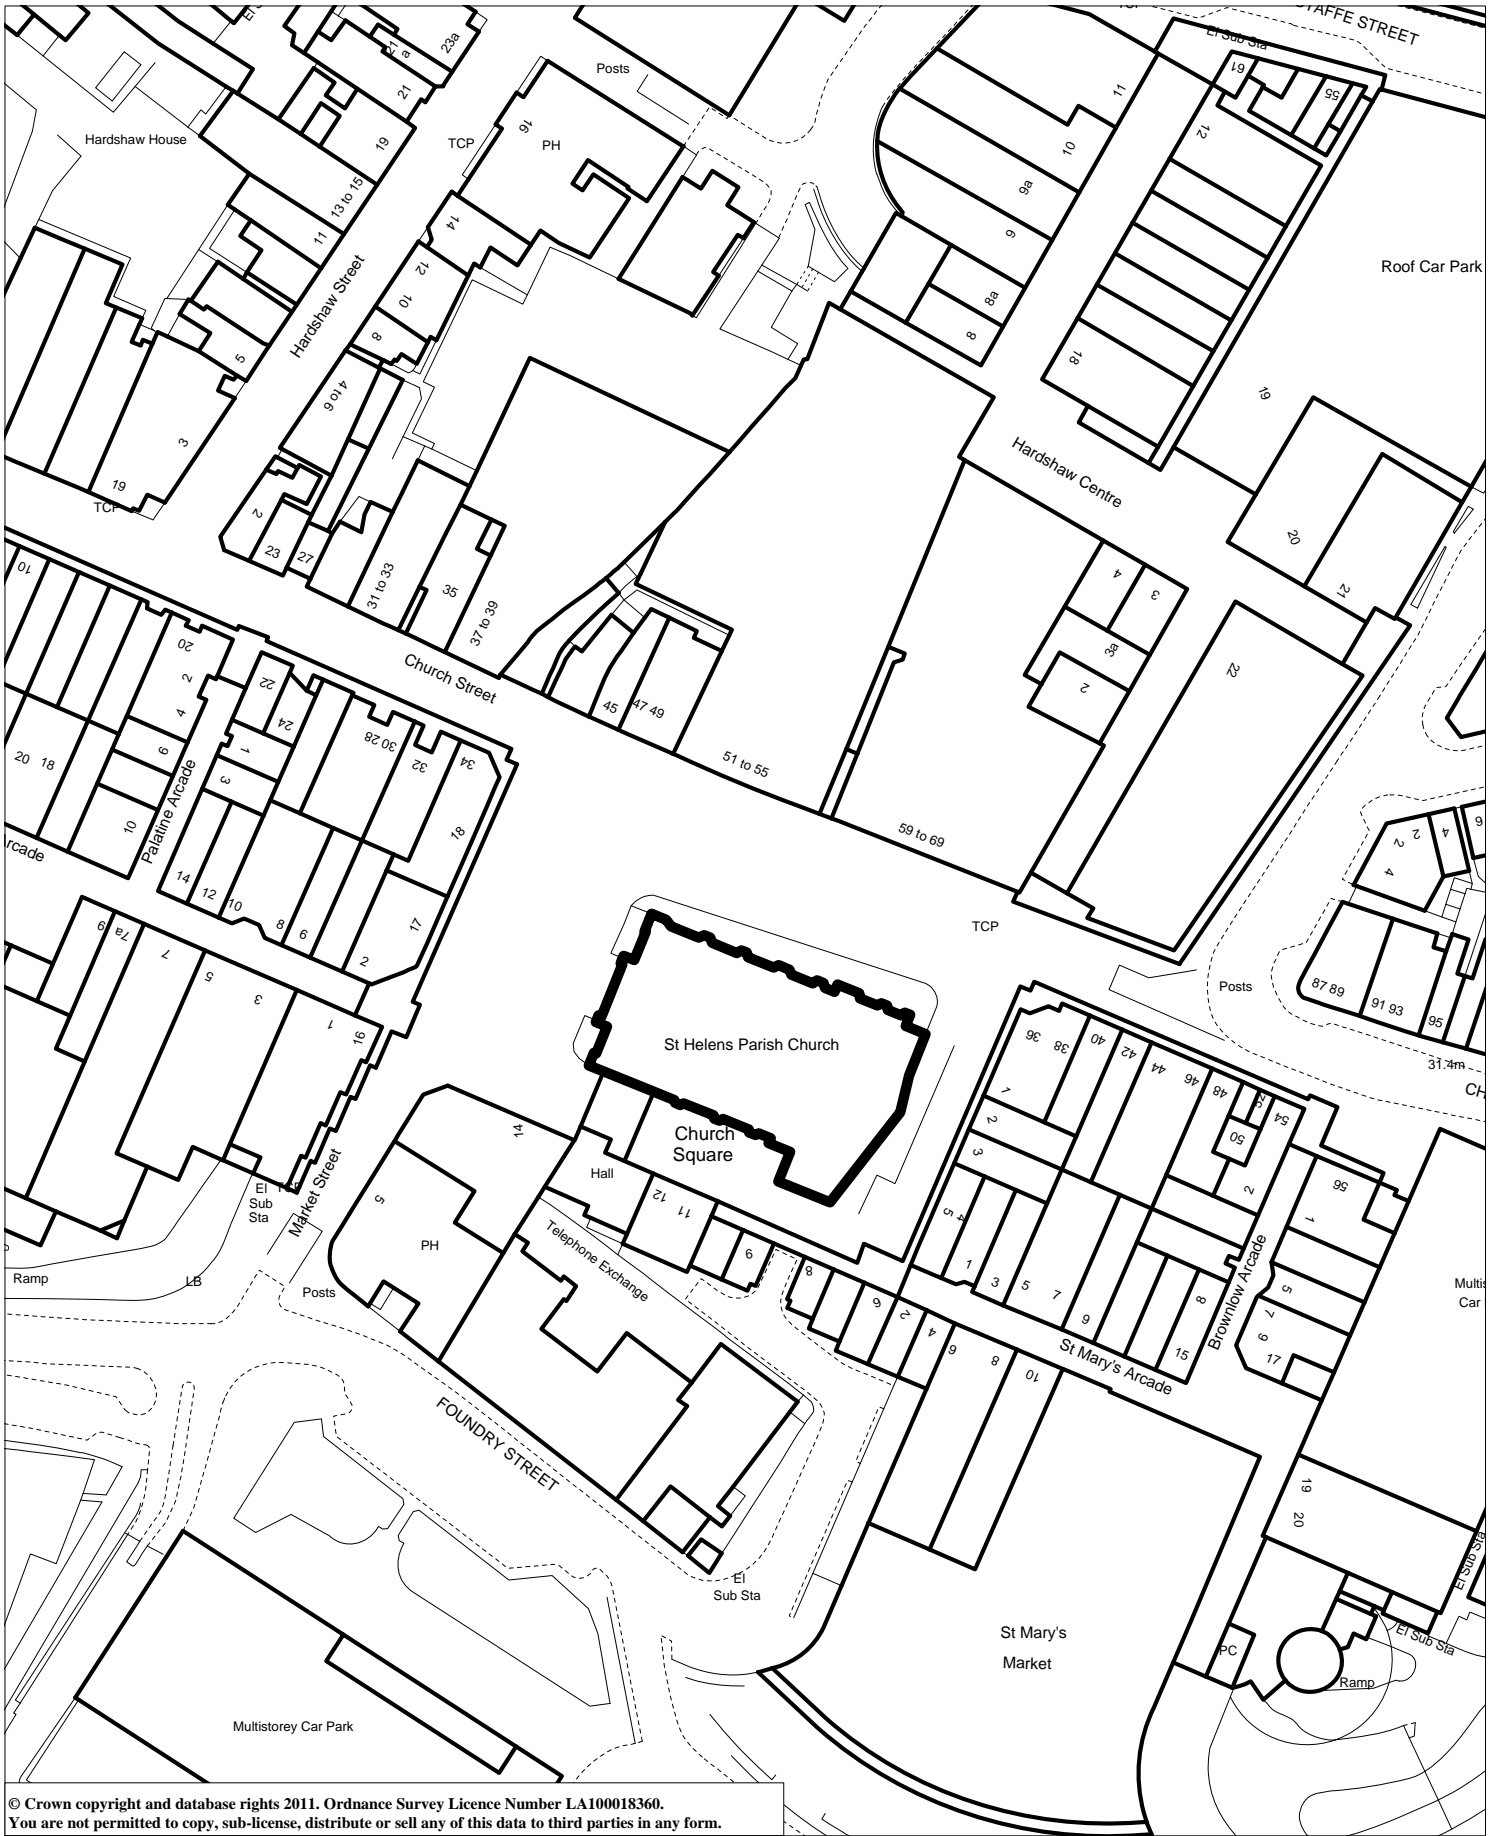 TAFFE STREET
El Sub Sta
21
a
23a
Posts
61
55
11
21
16
TCP
PH
12
Hardshaw House
19
10
13 to 15
9a
11
14
9
Roof Car Park
12
Hardshaw Street
10
8a
8
8
5
18
4 to 6
19
3
Hardshaw Centre
19
TCP
2
20
23
27
10
31 to 33
35
4
3
21
37 to 39
20
3a
Church Street
22
2
2
22
4
45
47 49
24
28 30
6
1
32
34
20 18
51 to 55
3
Palatine Arcade
10
18
59 to 69
2
4
6
2
4
rcade
14
12
10
8
6
17
2
TCP
9
7a
7
5
3
1
16
Posts
87 89
91 93
95
St Helens Parish Church
36
38
40
42
44
46
48
52
54
50
31.4m
CH
1
2
3
14
Church
Square
Hall
12
11
56
El
Sub
Sta
Market Street
5
2
1
PH
Telephone Exchange
9
8
5
4
1
3
5
7
9
Brownlow Arcade
Ramp
LB
Posts
6
2
4
6
8
10
8
15
5
7
9
17
Multis
Car
St Mary's Arcade
FOUNDRY STREET
19
20
El
Sub Sta
El Sub Sta
El Sub Sta
St Mary's
Market
PC
Ramp
Multistorey Car Park
© Crown copyright and database rights 2011. Ordnance Survey Licence Number LA100018360.
You are not permitted to copy, sub-license, distribute or sell any of this data to third parties in any form.